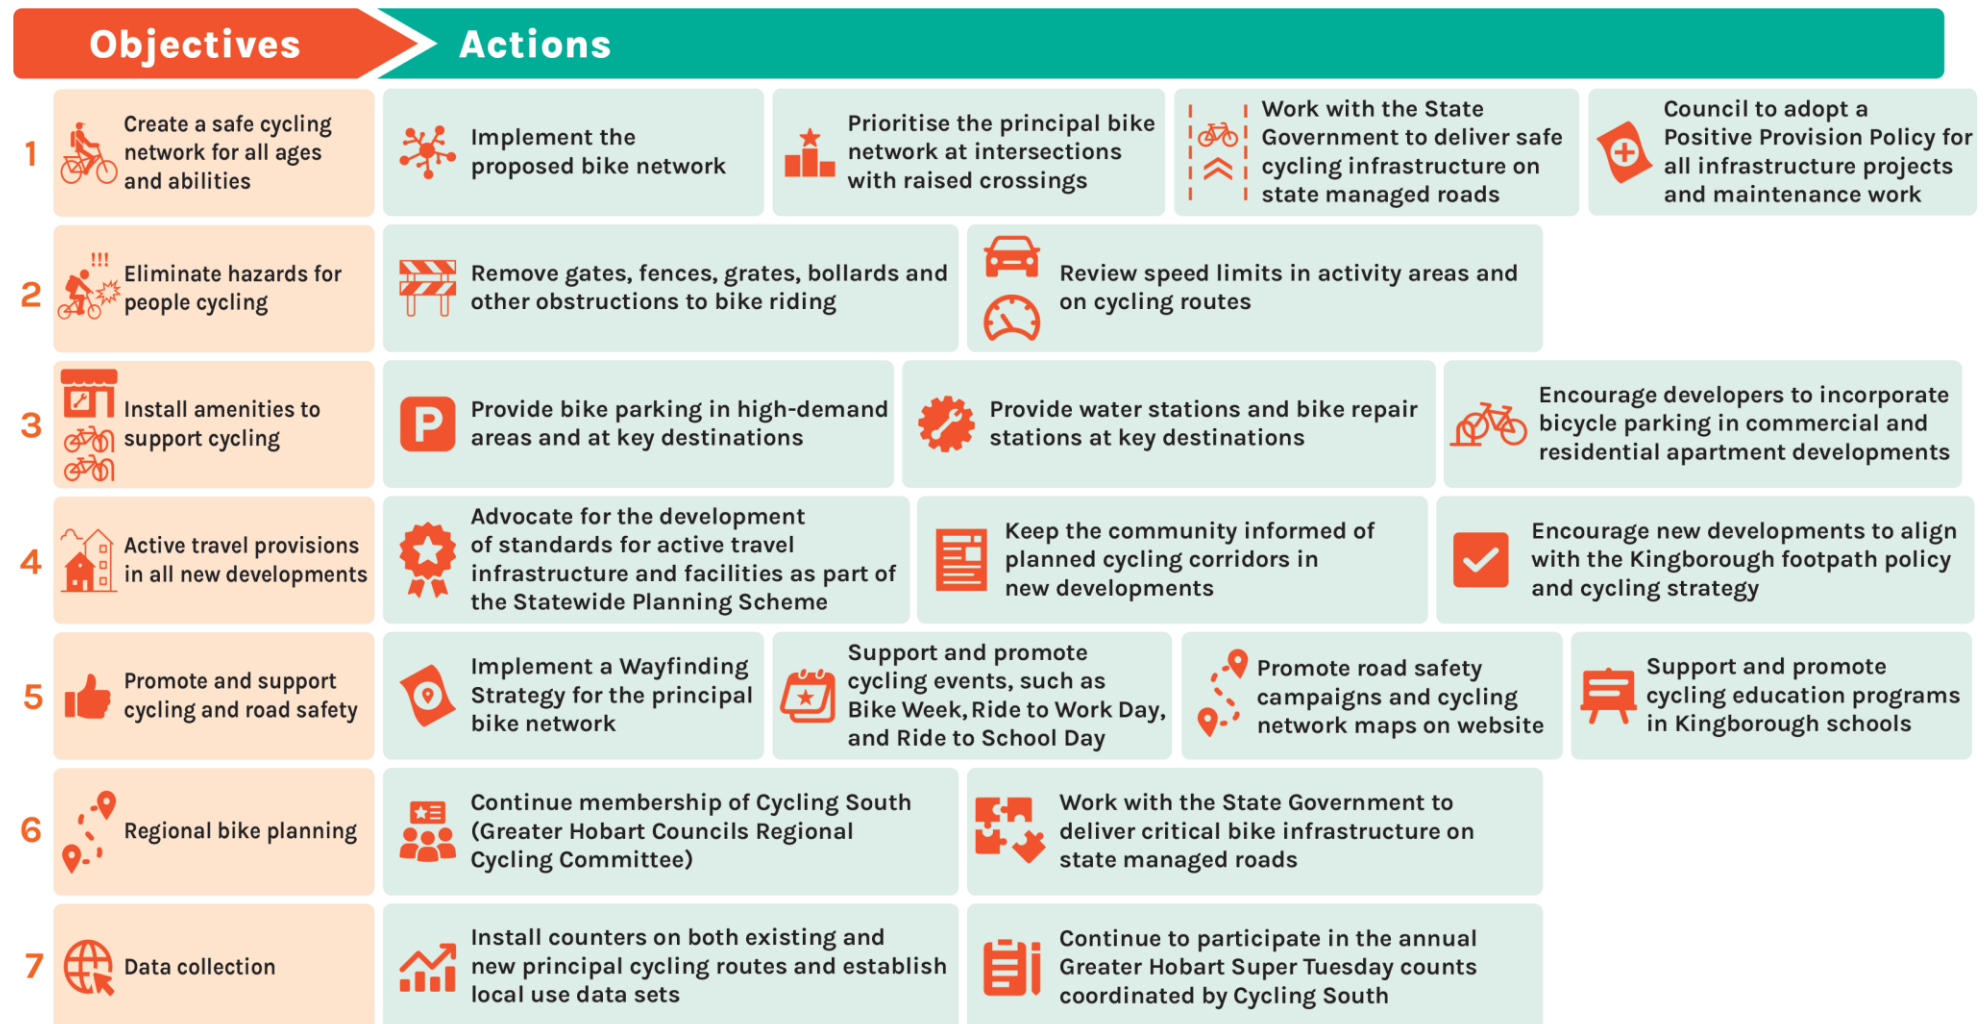 Objectives
Actions
1
Create a safe cycling
network for all ages
and abilities
Implement the
proposed bike network
Prioritise the principal bike
network at intersections
with raised crossings
Work with the State
Government to deliver safe
cycling infrastructure on
state managed roads
Council to adopt a
Positive Provision Policy for
all infrastructure projects
and maintenance work
2
!!!
Eliminate hazards for
people cycling
Remove gates, fences, grates, bollards and
other obstructions to bike riding
Review speed limits in activity areas and
on cycling routes
3
Install amenities to
support cycling
P
Provide bike parking in high-demand
areas and at key destinations
Provide water stations and bike repair
stations at key destinations
Encourage developers to incorporate
bicycle parking in commercial and
residential apartment developments
4
Active travel provisions
in all new developments
Advocate for the development
of standards for active travel
infrastructure and facilities as part of
the Statewide Planning Scheme
Keep the community informed of
planned cycling corridors in
new developments
Encourage new developments to align
with the Kingborough footpath policy
and cycling strategy
5
Promote and support
cycling and road safety
Implement a Wayfinding
Strategy for the principal
bike network
Support and promote
cycling events, such as
Bike Week, Ride to Work Day,
and Ride to School Day
Promote road safety
campaigns and cycling
network maps on website
Support and promote
cycling education programs
in Kingborough schools
6
Regional bike planning
Continue membership of Cycling South
(Greater Hobart Councils Regional
Cycling Committee)
Work with the State Government to
deliver critical bike infrastructure on
state managed roads
7
Data collection
Install counters on both existing and
new principal cycling routes and establish
local use data sets
Continue to participate in the annual
Greater Hobart Super Tuesday counts
coordinated by Cycling South